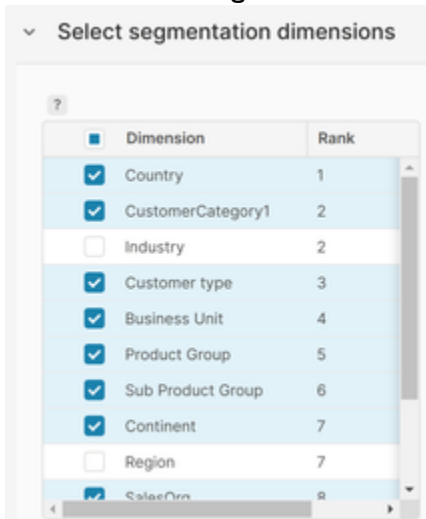 Select segmentation dimensions
?
Dimension Rank
Country 1
CustomerCategory1 2
Industry 2
Customer type 3
Business Unit 4
Product Group 5
Sub Product Group 6
Continent 7
Region 7
SalesOrg 8